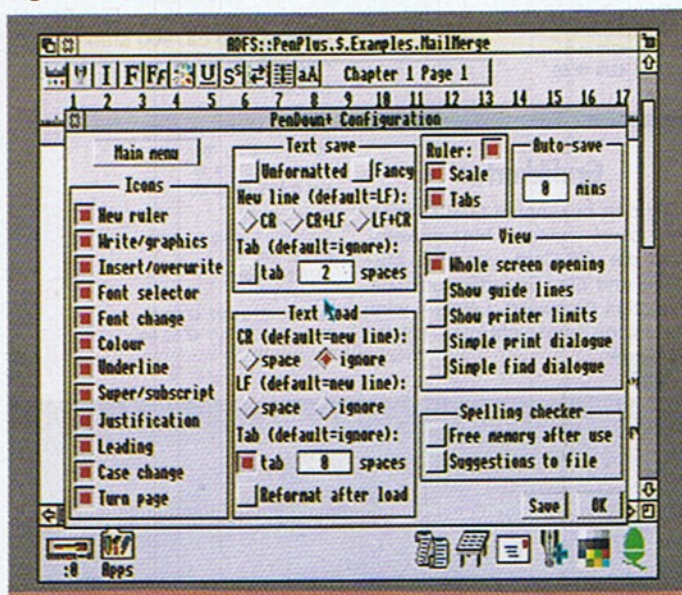 ADFS::PenPlus.$.Examples.MailMerge
I F Ff U Ss aA Chapter 1 Page 1
1 2 3 4 5 6 7 8 9 10 11 12 13 14 15 16 17
PenDown+ Configuration
Main menu
Icons
New ruler
Write/graphics
Insert/overwrite
Font selector
Font change
Colour
Underline
Super/subscript
Justification
Leading
Case change
Turn page
Text save
Unformatted Fancy
New line (default=LF):
CR CR+LF LF+CR
Tab (default=ignore):
tab 2 spaces
Text load
CR (default=new line):
space ignore
LF (default=new line):
space ignore
Tab (default=ignore):
tab 8 spaces
Reformat after load
Ruler:
Scale
Tabs
Auto-save
0 mins
View
Whole screen opening
Show guide lines
Show printer limits
Simple print dialogue
Simple find dialogue
Spelling checker
Free memory after use
Suggestions to file
Save OK
:0 Apps